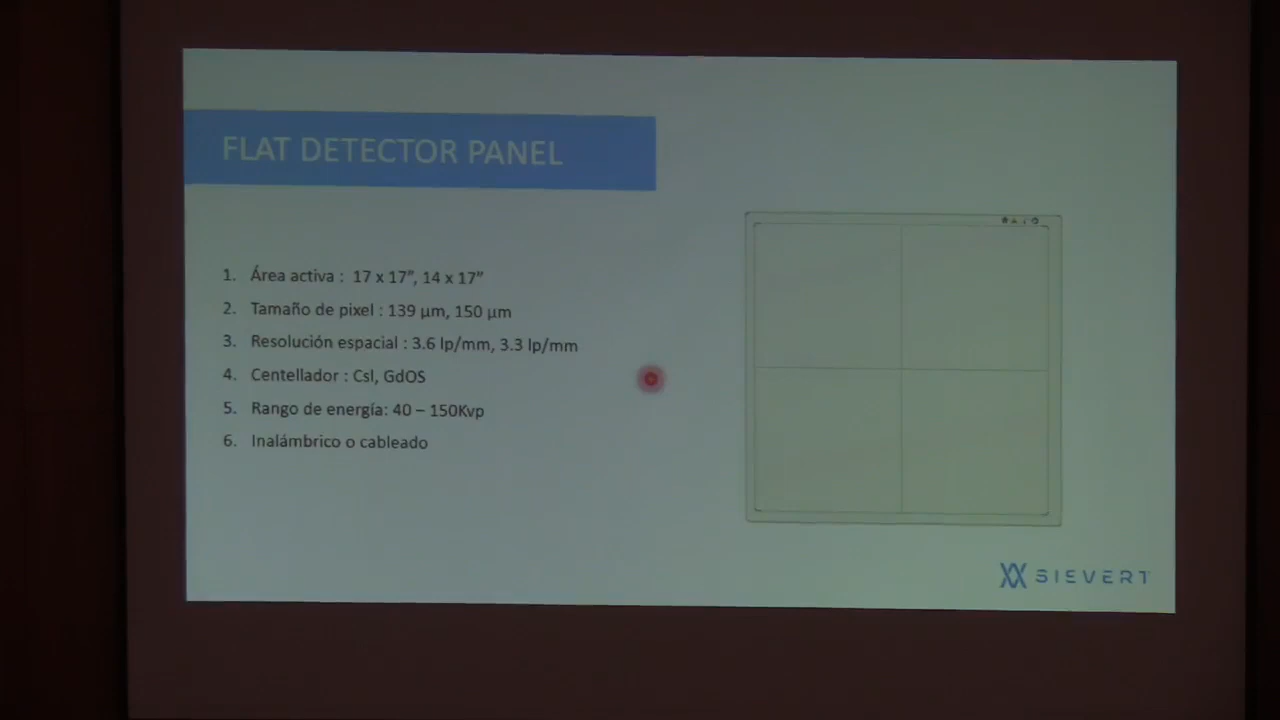 FLAT DETECTOR PANEL
1. Área activa : 17 x 17”, 14 x 17”
2. Tamaño de pixel : 139 µm, 150 µm
3. Resolución espacial : 3.6 lp/mm, 3.3 lp/mm
4. Centellador : CsI, GdOS
5. Rango de energía: 40 – 150Kvp
6. Inalámbrico o cableado
SIEVERT